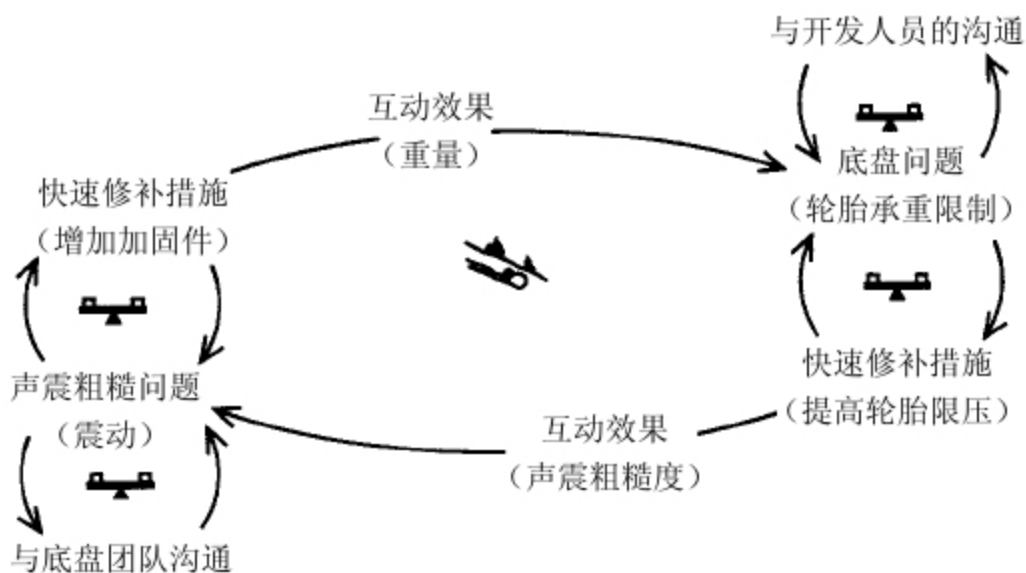 与开发人员的沟通
互动效果
（重量）
底盘问题
（轮胎承重限制）
快速修补措施
（增加加固件）
快速修补措施
（提高轮胎限压）
声震粗糙问题
（震动）
互动效果
（声震粗糙度）
与底盘团队沟通